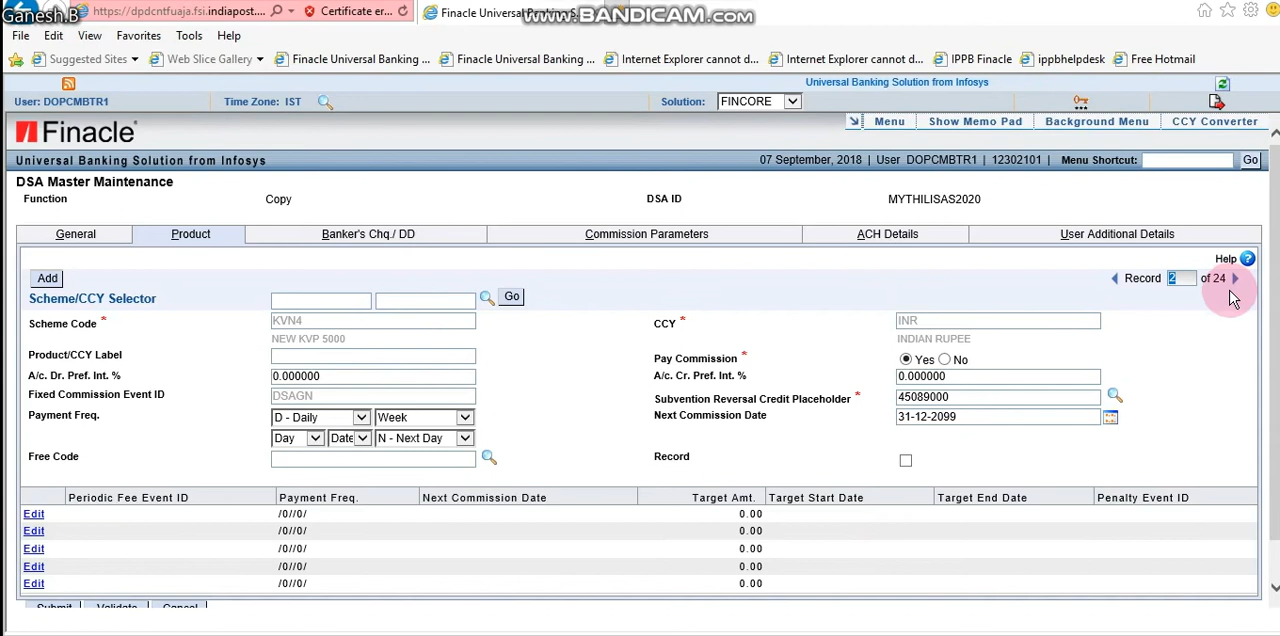 Ganesh.B
https://dpdcntfuaja.fsi.indiapost....
Certificate er...
Finacle Universal Banking S...
www.BANDICAM.com
File Edit View Favorites Tools Help
Suggested Sites Web Slice Gallery Finacle Universal Banking ... Finacle Universal Banking ... Internet Explorer cannot d... Internet Explorer cannot d... IPPB Finacle ippbhelpdesk Free Hotmail
Universal Banking Solution from Infosys
User: DOPCMBTR1 Time Zone: IST Solution: FINCORE
Finacle
Menu Show Memo Pad Background Menu CCY Converter
Universal Banking Solution from Infosys 07 September, 2018 | User DOPCMBTR1 | 12302101 | Menu Shortcut: Go
DSA Master Maintenance
Function Copy DSA ID MYTHILISAS2020
General Product Banker's Chq./ DD Commission Parameters ACH Details User Additional Details
Help
Add Record 2 of 24
Scheme/CCY Selector Go
Scheme Code * KVN4 CCY * INR
NEW KVP 5000 INDIAN RUPEE
Product/CCY Label Pay Commission * Yes No
A/c. Dr. Pref. Int. % 0.000000 A/c. Cr. Pref. Int. % 0.000000
Fixed Commission Event ID DSAGN Subvention Reversal Credit Placeholder * 45089000
Payment Freq. D - Daily Week Next Commission Date 31-12-2099
Day Date N - Next Day
Free Code Record
Periodic Fee Event ID Payment Freq. Next Commission Date Target Amt. Target Start Date Target End Date Penalty Event ID
Edit /0//0/ 0.00
Edit /0//0/ 0.00
Edit /0//0/ 0.00
Edit /0//0/ 0.00
Edit /0//0/ 0.00
Submit Validate Cancel